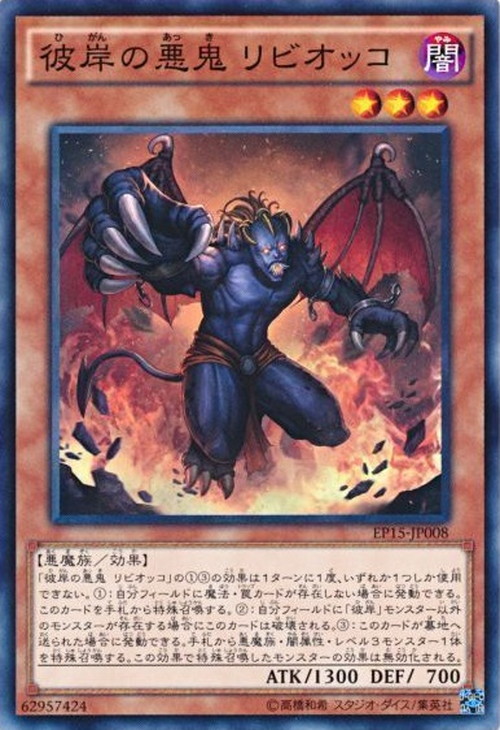 彼岸の悪鬼 リビオッコ
闇
EP15-JP008
【悪魔族/効果】
「彼岸の悪鬼 リビオッコ」の①③の効果は1ターンに1度、いずれか1つしか使用
できない。①:自分フィールドに魔法・罠カードが存在しない場合に発動できる。
このカードを手札から特殊召喚する。②:自分フィールドに「彼岸」モンスター以外
のモンスターが存在する場合にこのカードは破壊される。③:このカードが墓地へ
送られた場合に発動できる。手札から悪魔族・闇属性・レベル3モンスター1体
を特殊召喚する。この効果で特殊召喚したモンスターの効果は無効化される。
ATK/1300 DEF/ 700
62957424 ©高橋和希 スタジオ・ダイス/集英社